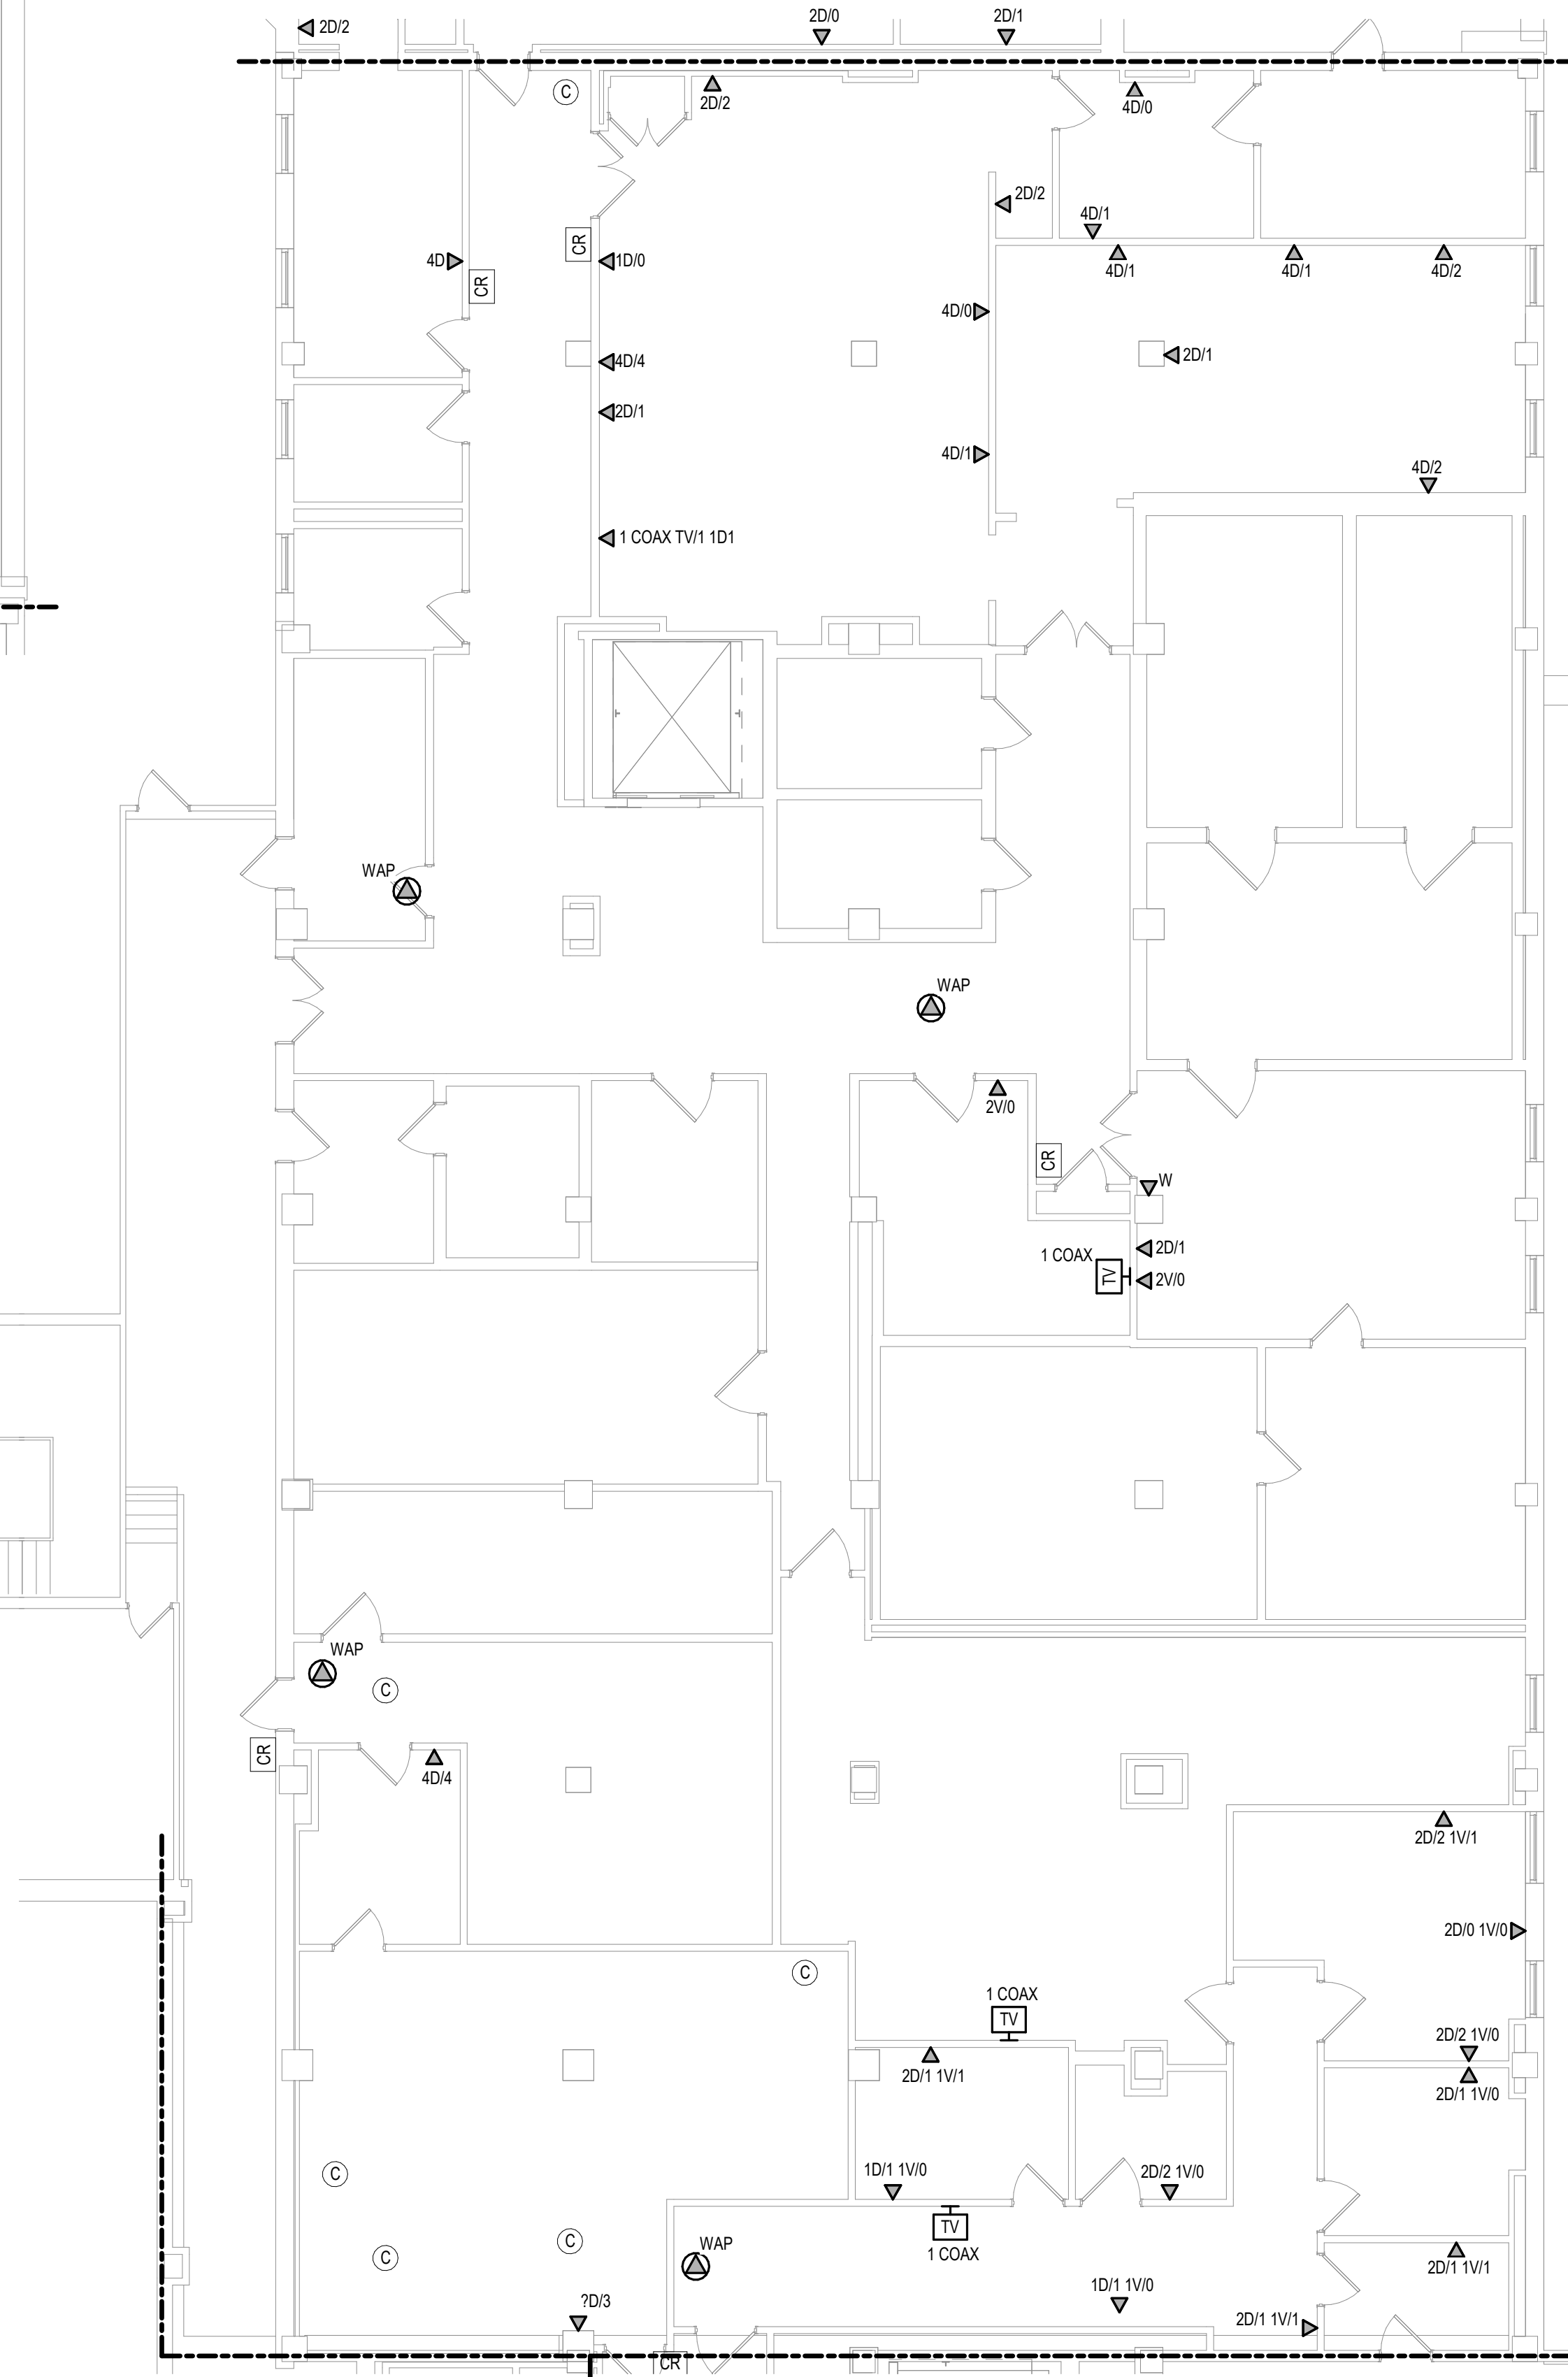 2D/2
2D/0
2D/1
C
2D/2
4D/0
2D/2
4D/1
CR
4D
1D/0
4D/1
4D/1
4D/2
CR
4D/0
4D/4
2D/1
2D/1
4D/1
4D/2
1 COAX TV/1 1D1
WAP
WAP
2V/0
CR
W
2D/1
1 COAX
TV
2V/0
WAP
C
CR
4D/4
2D/2 1V/1
2D/0 1V/0
C
1 COAX
TV
2D/2 1V/0
2D/1 1V/1
2D/1 1V/0
C
1D/1 1V/0
2D/2 1V/0
TV
1 COAX
C
C
WAP
2D/1 1V/1
1D/1 1V/0
?D/3
2D/1 1V/1
CR